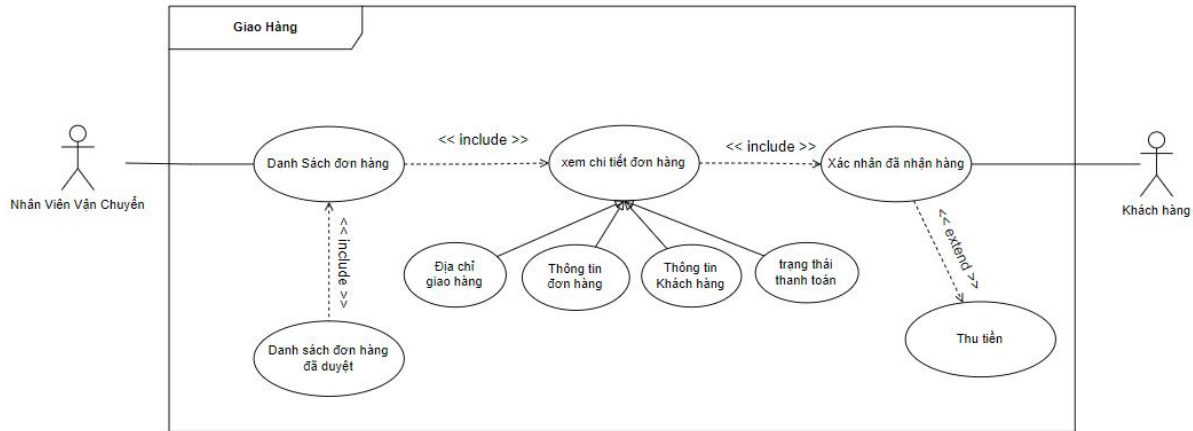 Giao Hàng
<< include >>
<< include >>
Danh Sách đơn hàng
xem chi tiết đơn hàng
Xác nhân đã nhận hàng
Nhân Viên Vận Chuyển
Khách hàng
<< include >>
<< extend >>
Địa chỉ
giao hàng
Thông tin
đơn hàng
Thông tin
Khách hàng
trạng thái
thanh toán
Thu tiền
Danh sách đơn hàng
đã duyệt